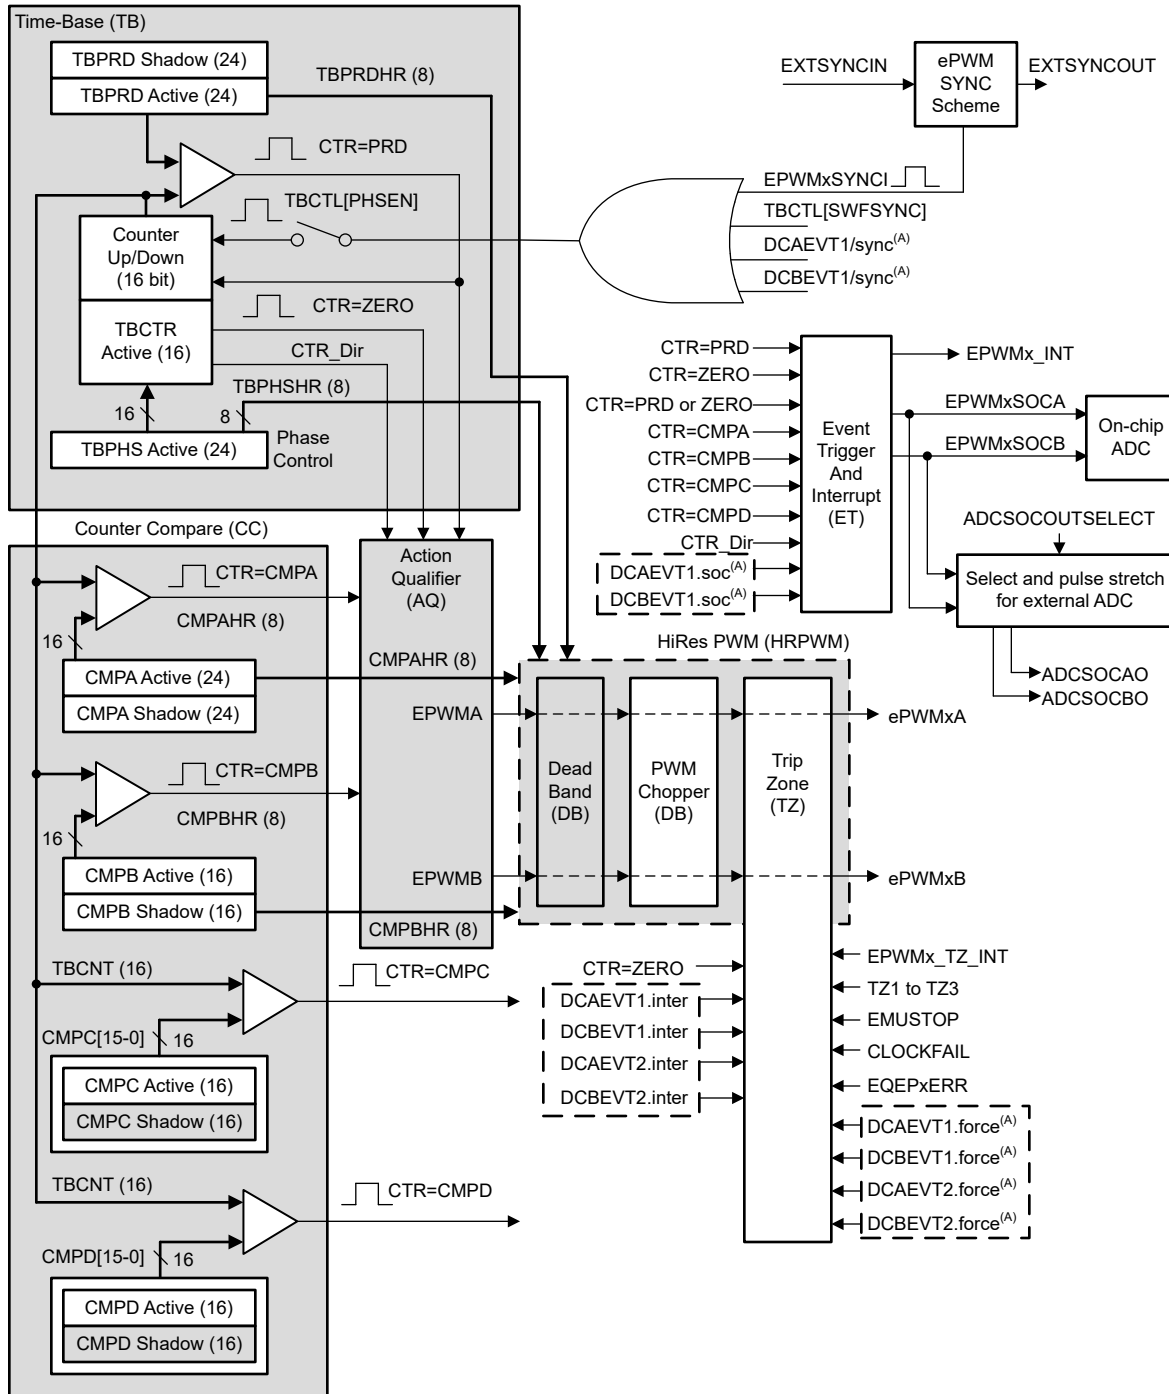 Time-Base (TB)
TBPRD Shadow (24)
TBPRD Active (24)
TBPRDHR (8)
CTR=PRD
TBCTL[PHSEN]
Counter
Up/Down
(16 bit)
CTR=ZERO
TBCTR
Active (16)
CTR_Dir
TBPHSHR (8)
16
8
TBPHS Active (24)
Phase
Control
EXTSYNCIN
ePWM
SYNC
Scheme
EXTSYNCOUT
EPWMxSYNCI
TBCTL[SWFSYNC]
DCAEVT1/sync(A)
DCBEVT1/sync(A)
CTR=PRD
CTR=ZERO
CTR=PRD or ZERO
CTR=CMPA
CTR=CMPB
CTR=CMPC
CTR=CMPD
CTR_Dir
DCAEVT1.soc(A)
DCBEVT1.soc(A)
Event
Trigger
And
Interrupt
(ET)
EPWMx_INT
EPWMxSOCA
EPWMxSOCB
On-chip
ADC
ADCSOCOUTSELECT
Select and pulse stretch
for external ADC
ADCSOCAO
ADCSOCBO
Counter Compare (CC)
CTR=CMPA
CMPAHR (8)
16
CMPA Active (24)
CMPA Shadow (24)
CTR=CMPB
CMPBHR (8)
16
CMPB Active (16)
CMPB Shadow (16)
TBCNT (16)
CTR=CMPC
CMPC[15-0]
16
CMPC Active (16)
CMPC Shadow (16)
TBCNT (16)
CTR=CMPD
CMPD[15-0]
16
CMPD Active (16)
CMPD Shadow (16)
Action
Qualifier
(AQ)
CMPAHR (8)
EPWMA
EPWMB
CMPBHR (8)
HiRes PWM (HRPWM)
Dead
Band
(DB)
PWM
Chopper
(DB)
Trip
Zone
(TZ)
ePWMxA
ePWMxB
CTR=ZERO
DCAEVT1.inter
DCBEVT1.inter
DCAEVT2.inter
DCBEVT2.inter
EPWMx_TZ_INT
TZ1 to TZ3
EMUSTOP
CLOCKFAIL
EQEPxERR
DCAEVT1.force(A)
DCBEVT1.force(A)
DCAEVT2.force(A)
DCBEVT2.force(A)